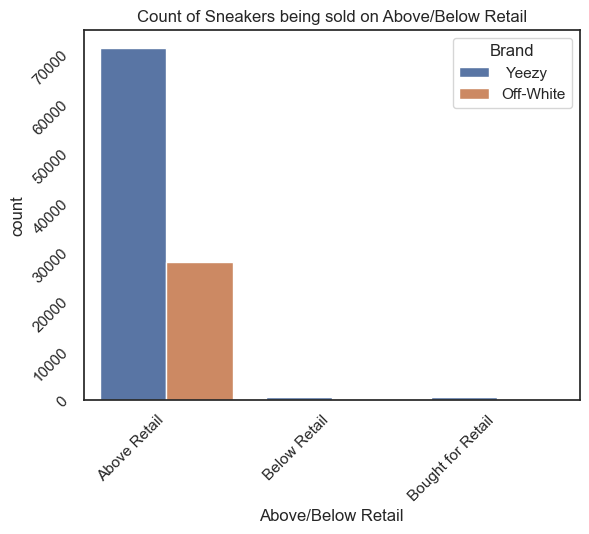 Count of Sneakers being sold on Above/Below Retail
Brand
Yeezy
Off-White
count
70000
60000
50000
40000
30000
20000
10000
0
Above Retail
Below Retail
Bought for Retail
Above/Below Retail